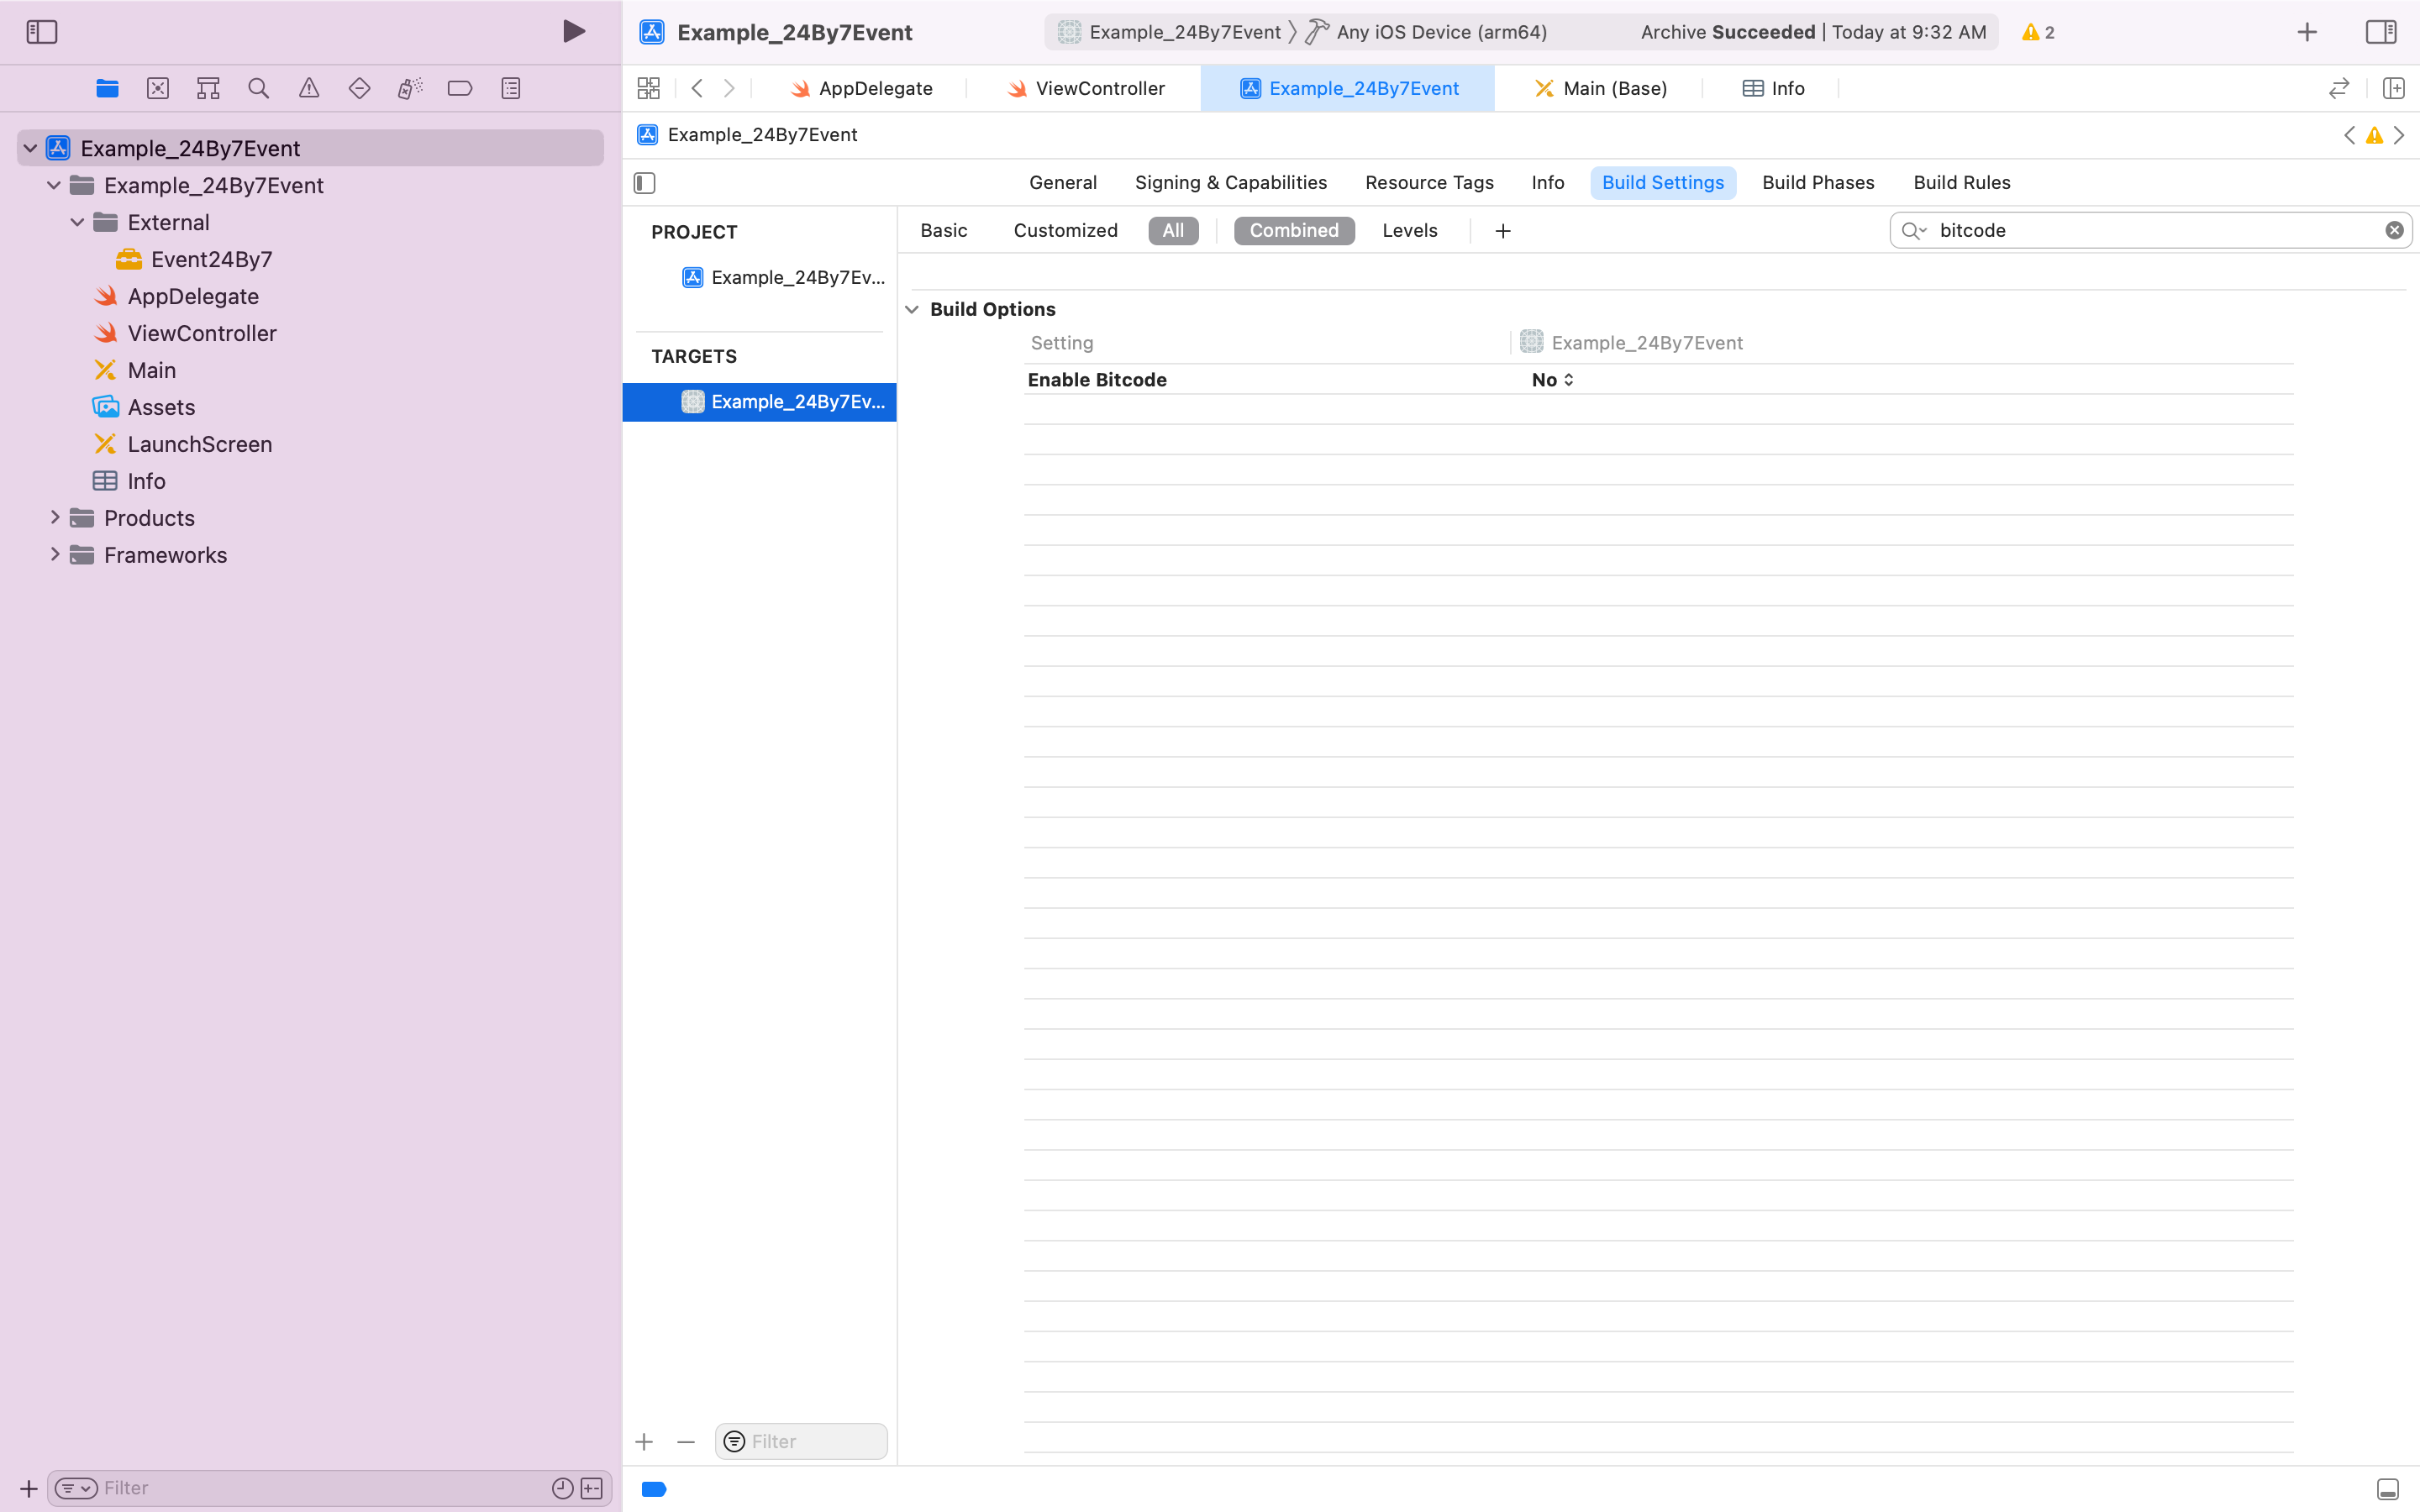 Example_24By7Event
Example_24By7Event
Any iOS Device (arm64)
Archive Succeeded | Today at 9:32 AM
2
AppDelegate
ViewController
Example_24By7Event
Main (Base)
Info
Example_24By7Event
Example_24By7Event
Example_24By7Event
External
Event24By7
AppDelegate
ViewController
Main
Assets
LaunchScreen
Info
Products
Frameworks
Filter
General
Signing & Capabilities
Resource Tags
Info
Build Settings
Build Phases
Build Rules
PROJECT
Example_24By7Ev...
TARGETS
Example_24By7Ev...
Filter
Basic
Customized
All
Combined
Levels
bitcode
Build Options
Setting
Example_24By7Event
Enable Bitcode
No